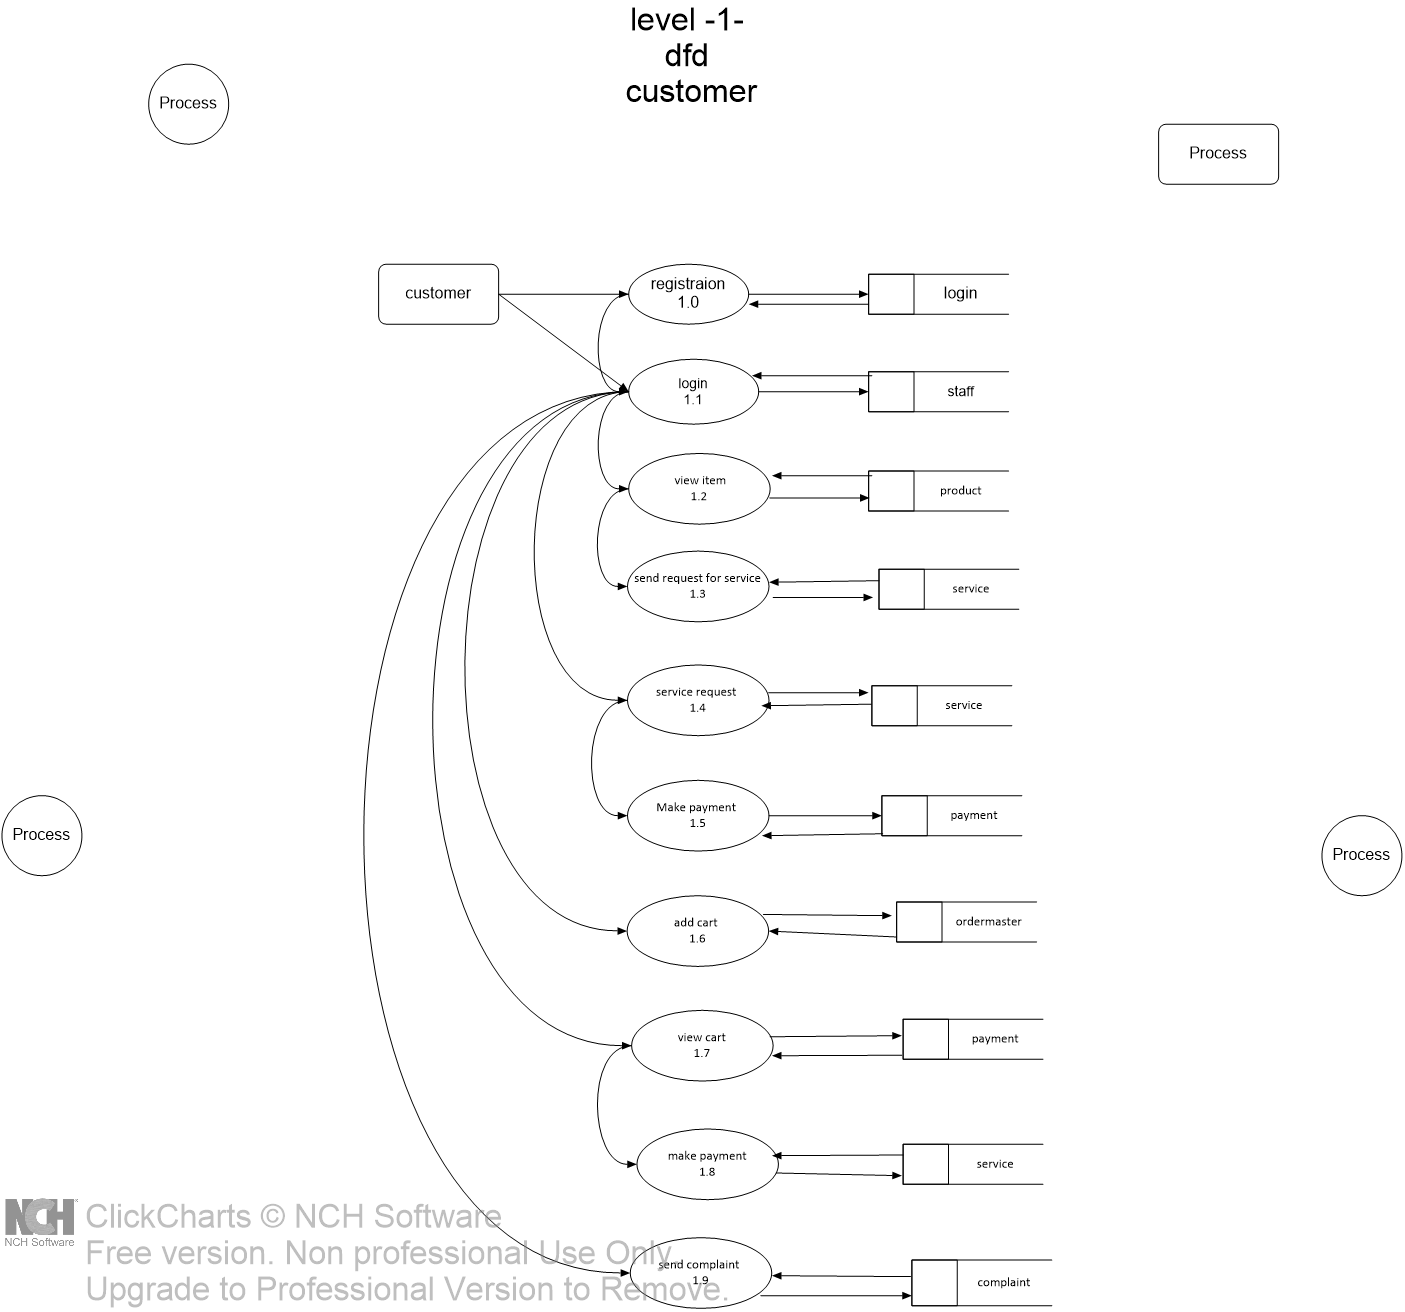 level -1-
dfd
customer
Process
Process
customer
registraion
1.0
login
login
1.1
staff
view item
1.2
product
send request for service
1.3
service
service request
1.4
service
Make payment
1.5
payment
Process
Process
add cart
1.6
ordermaster
view cart
1.7
payment
make payment
1.8
service
send complaint
1.9
complaint
NCH
NCH Software
ClickCharts © NCH Software
Free version. Non professional Use Only.
Upgrade to Professional Version to Remove.